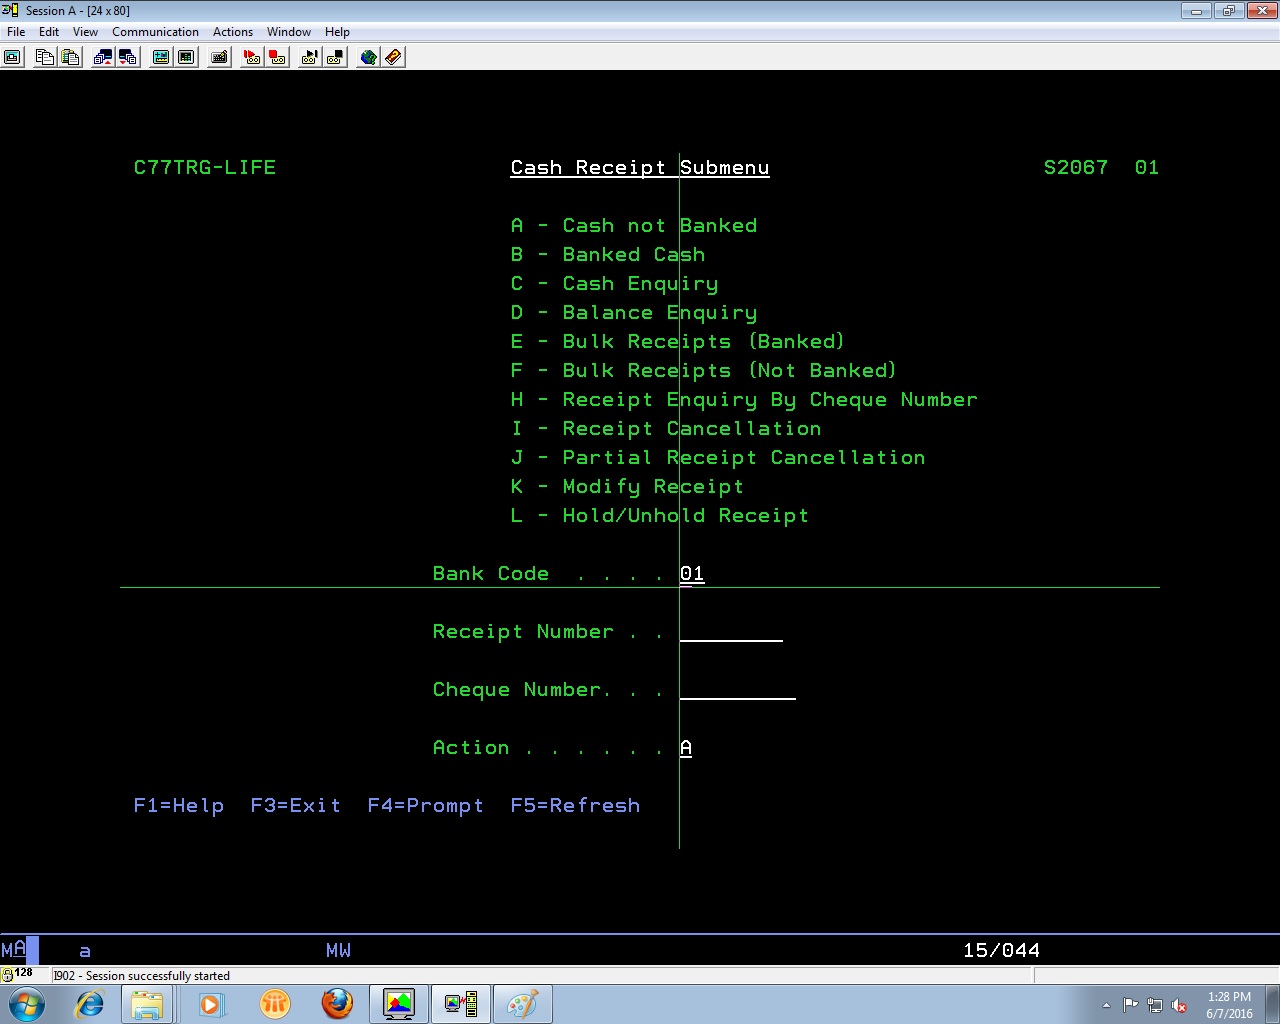 Session A - [24 x 80]
File Edit View Communication Actions Window Help
C77TRG-LIFE Cash Receipt Submenu S2067 01
A - Cash not Banked
B - Banked Cash
C - Cash Enquiry
D - Balance Enquiry
E - Bulk Receipts (Banked)
F - Bulk Receipts (Not Banked)
H - Receipt Enquiry By Cheque Number
I - Receipt Cancellation
J - Partial Receipt Cancellation
K - Modify Receipt
L - Hold/Unhold Receipt
Bank Code . . . . 01
Receipt Number . .
Cheque Number. . .
Action . . . . . . A
F1=Help F3=Exit F4=Prompt F5=Refresh
MA a MW 15/044
128 I902 - Session successfully started
1:28 PM
6/7/2016